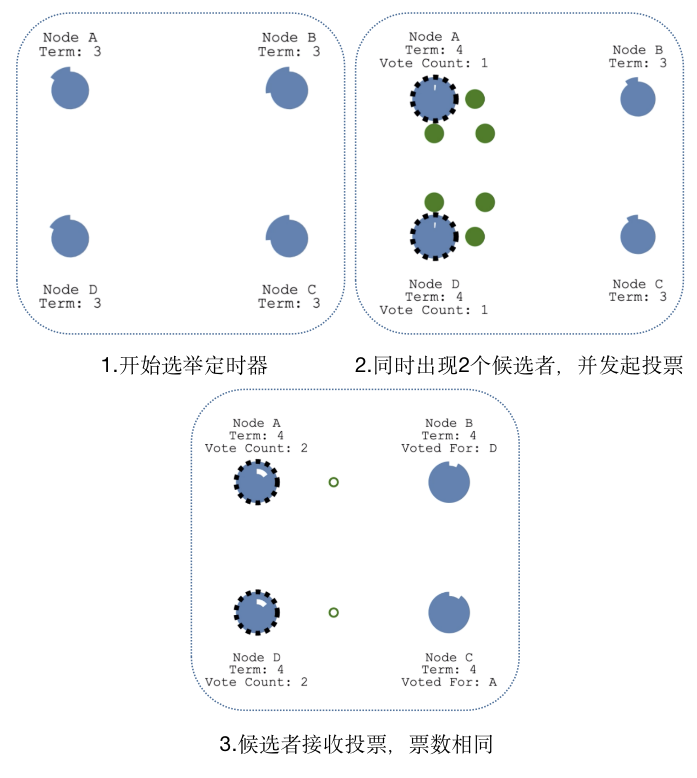 Node A
Term: 3
Node B
Term: 3
Node D
Term: 3
Node C
Term: 3
Node A
Term: 4
Vote Count: 1
Node B
Term: 3
Node D
Term: 4
Vote Count: 1
Node C
Term: 3
1.开始选举定时器
2.同时出现2个候选者，并发起投票
Node A
Term: 4
Vote Count: 2
Node B
Term: 4
Voted For: D
Node D
Term: 4
Vote Count: 2
Node C
Term: 4
Voted For: A
3.候选者接收投票，票数相同